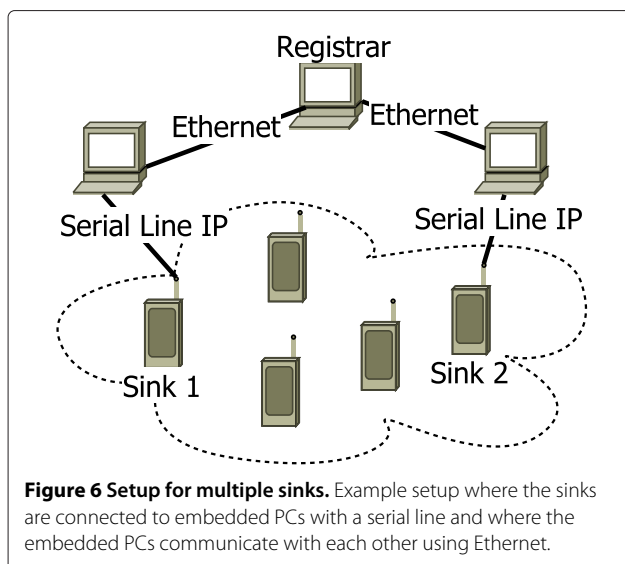 Registrar
Ethernet
Ethernet
Serial Line IP
Serial Line IP
Sink 1
Sink 2
Figure 6 Setup for multiple sinks. Example setup where the sinks
are connected to embedded PCs with a serial line and where the
embedded PCs communicate with each other using Ethernet.